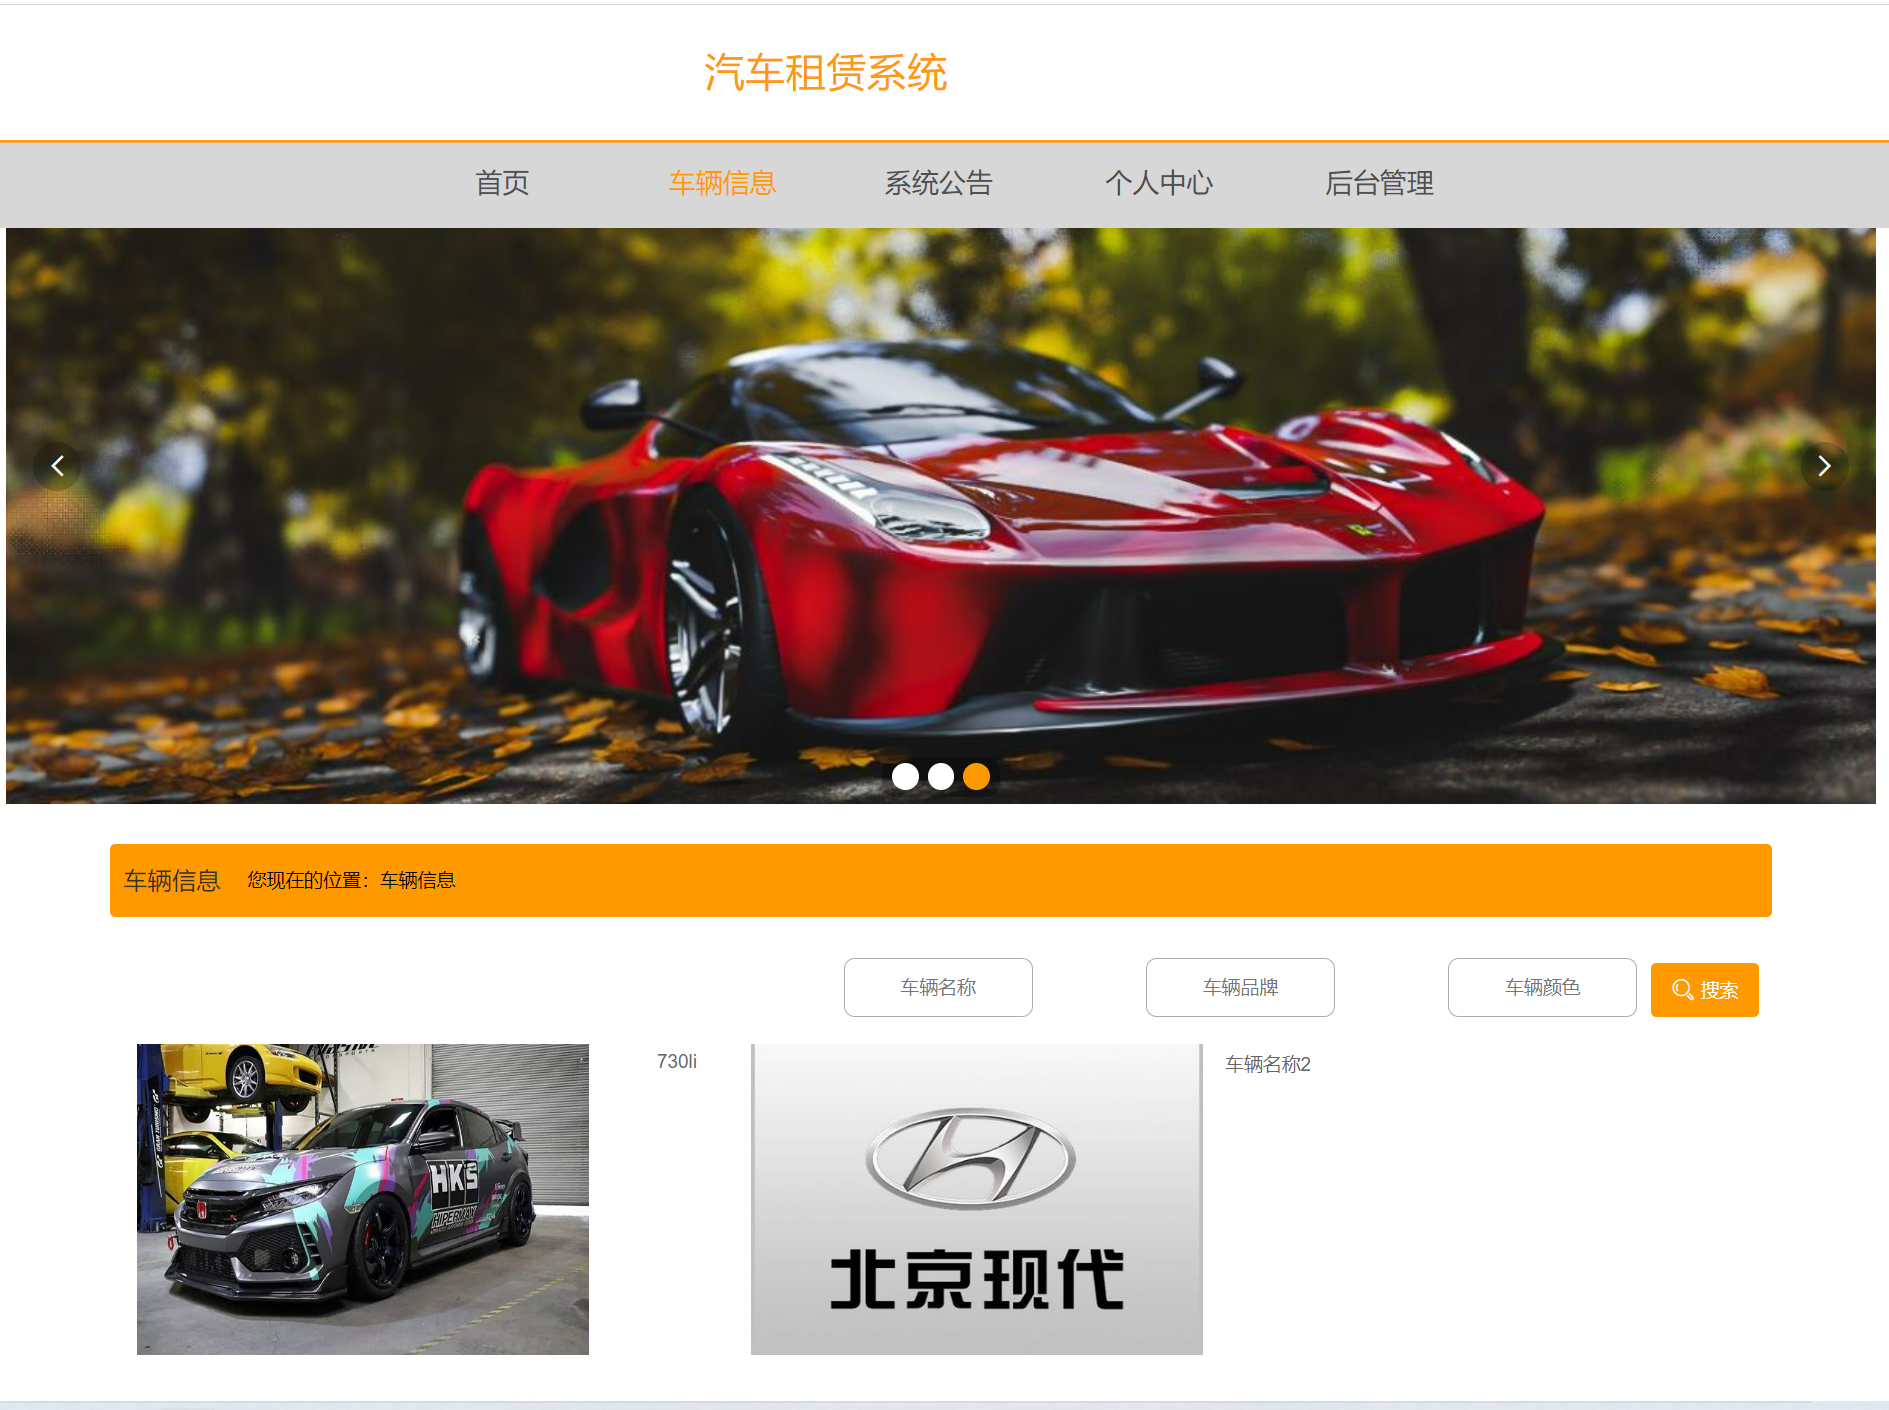 汽车租赁系统
首页 车辆信息 系统公告 个人中心 后台管理
车辆信息 您现在的位置：车辆信息
车辆名称 车辆品牌 车辆颜色 搜索
730li
车辆名称2
HKS
HIPERMAX
北京现代